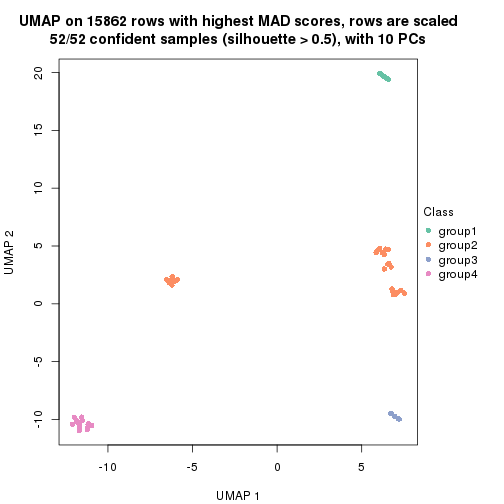 UMAP on 15862 rows with highest MAD scores, rows are scaled
52/52 confident samples (silhouette > 0.5), with 10 PCs
20
15
10
5
0
-5
-10
UMAP 2
-10
-5
0
5
UMAP 1
Class
group1
group2
group3
group4